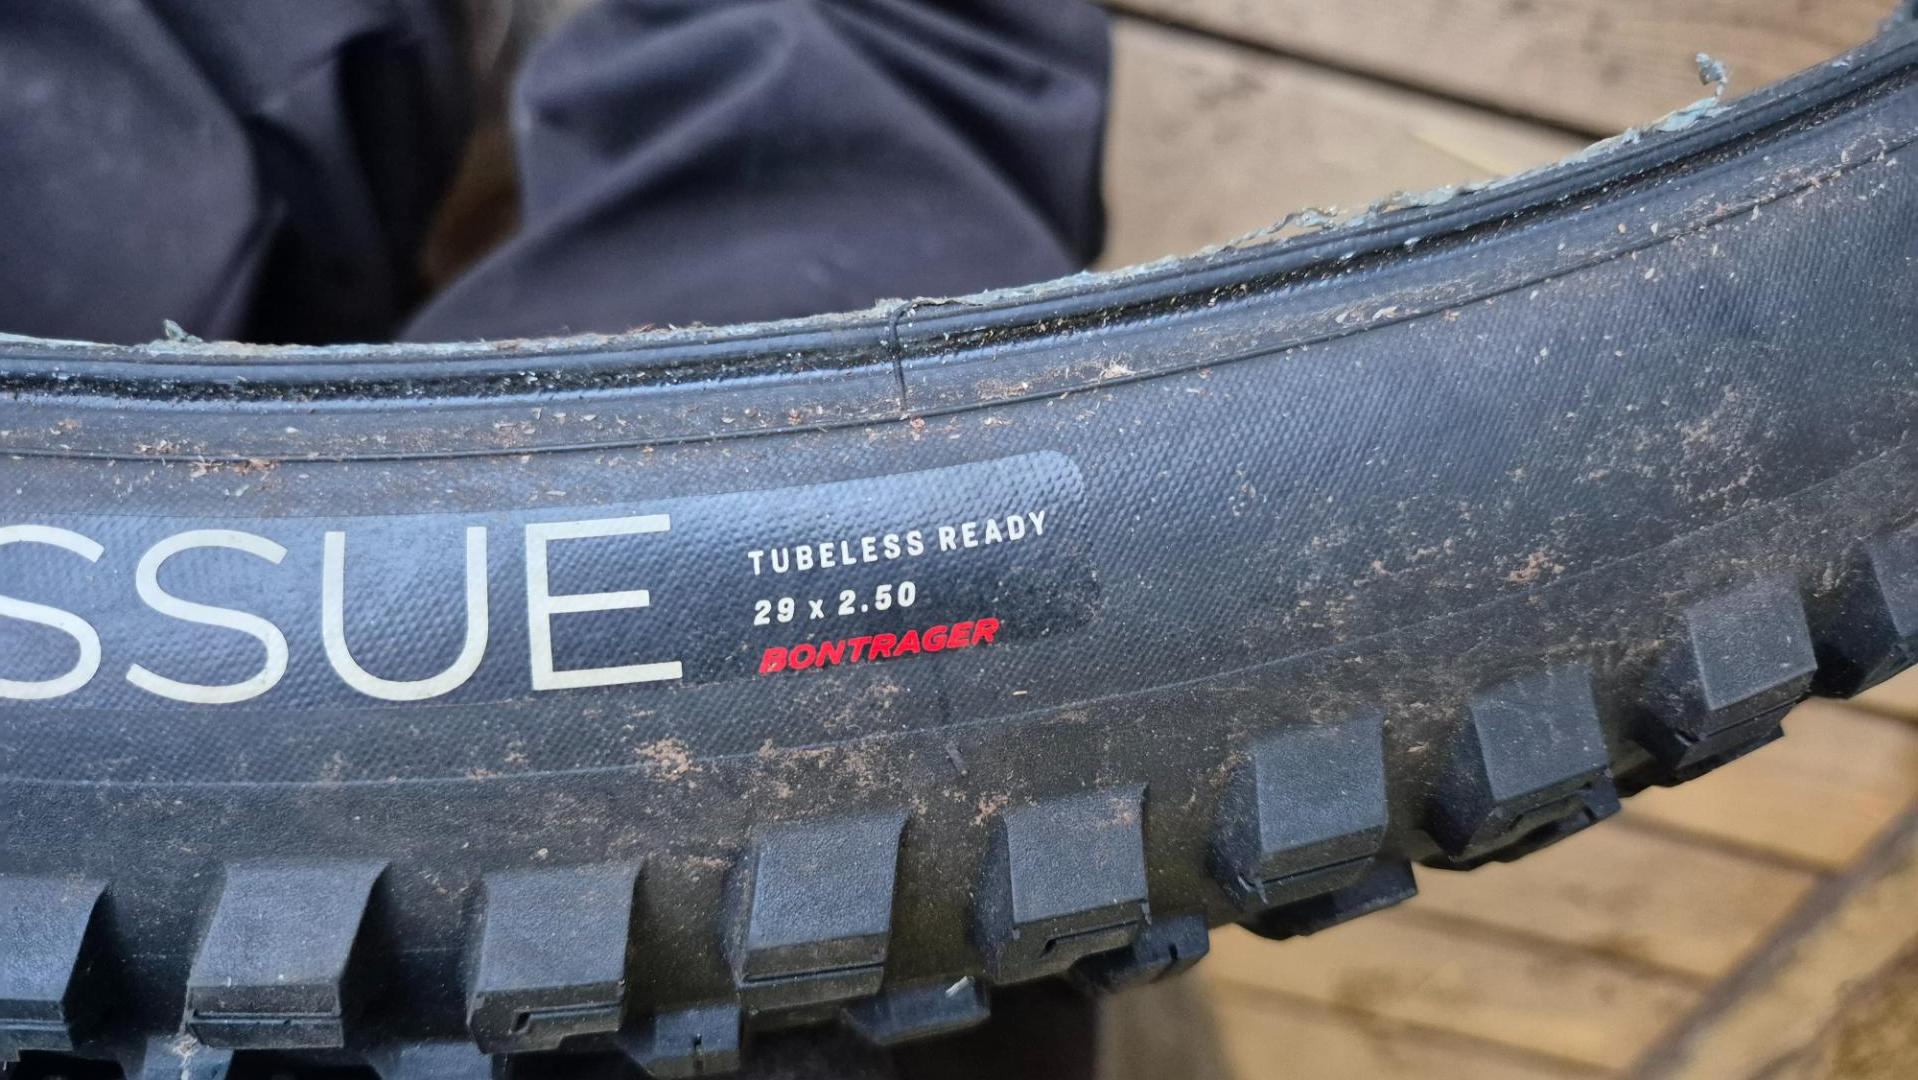 SSUE
TUBELESS READY
29 x 2.50
BONTRAGER